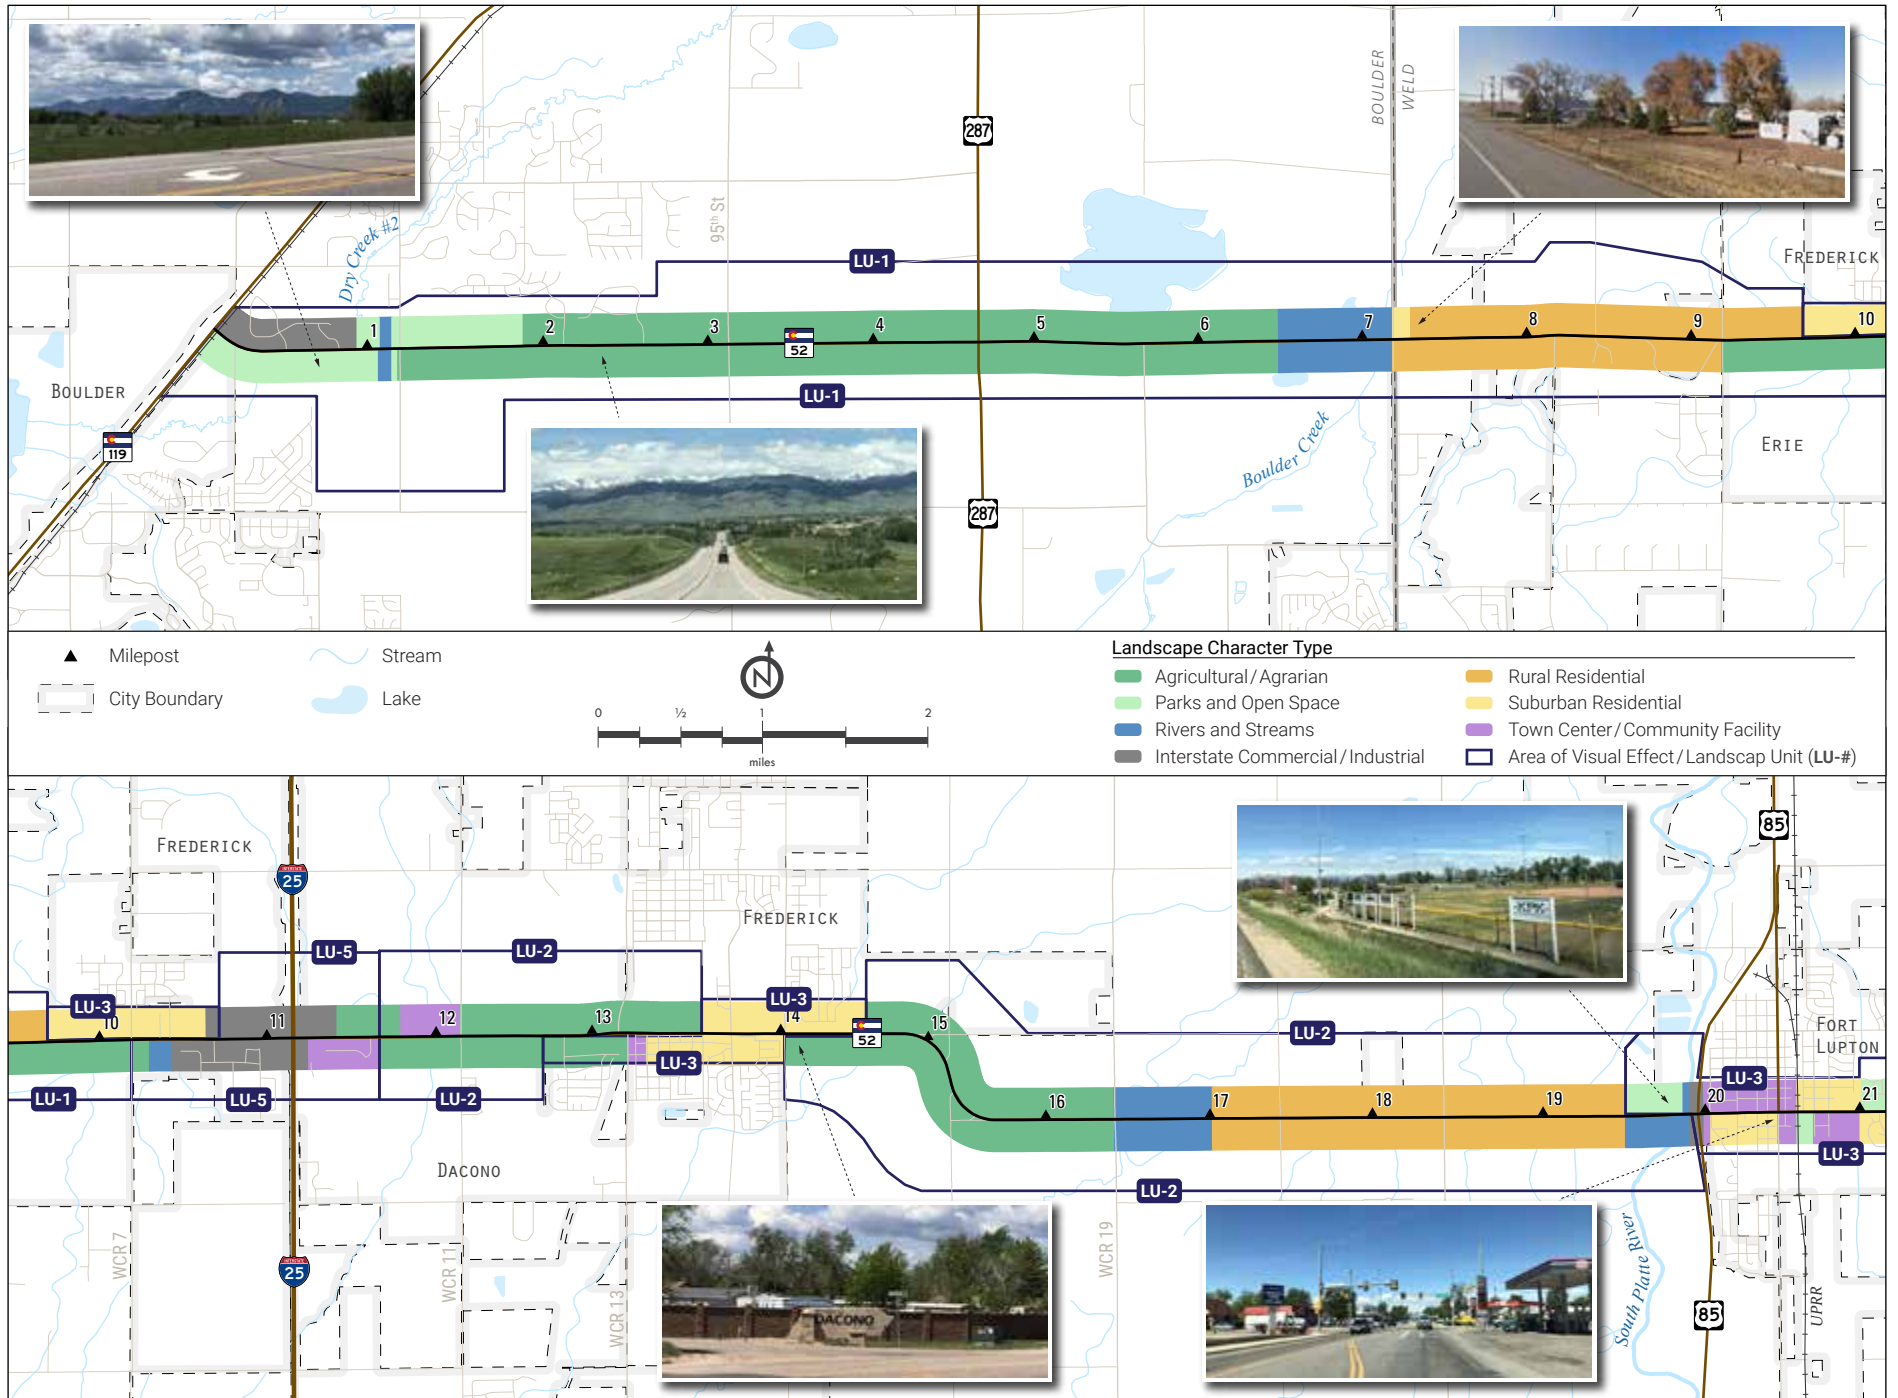 287
BOULDER
WELD
Dry Creek #2
95th St
LU-1
FREDERICK
1
2
3
4
5
6
7
8
9
10
52
BOULDER
LU-1
119
Boulder Creek
ERIE
287
Milepost
Stream
City Boundary
Lake
N
0
½
1
2
miles
Landscape Character Type
Agricultural/Agrarian
Rural Residential
Parks and Open Space
Suburban Residential
Rivers and Streams
Town Center/Community Facility
Interstate Commercial/Industrial
Area of Visual Effect/Landscap Unit (LU-#)
85
FREDERICK
INTERSTATE
25
FREDERICK
LU-5
LU-2
LU-3
LU-3
10
11
12
13
14
15
52
LU-2
FORT
LUPTON
LU-3
LU-3
16
17
18
19
20
21
LU-1
LU-5
LU-2
LU-3
DACONO
LU-2
WCR 7
WCR 11
WCR 13
WCR 19
INTERSTATE
25
DACONO
South Platte River
85
UPRR